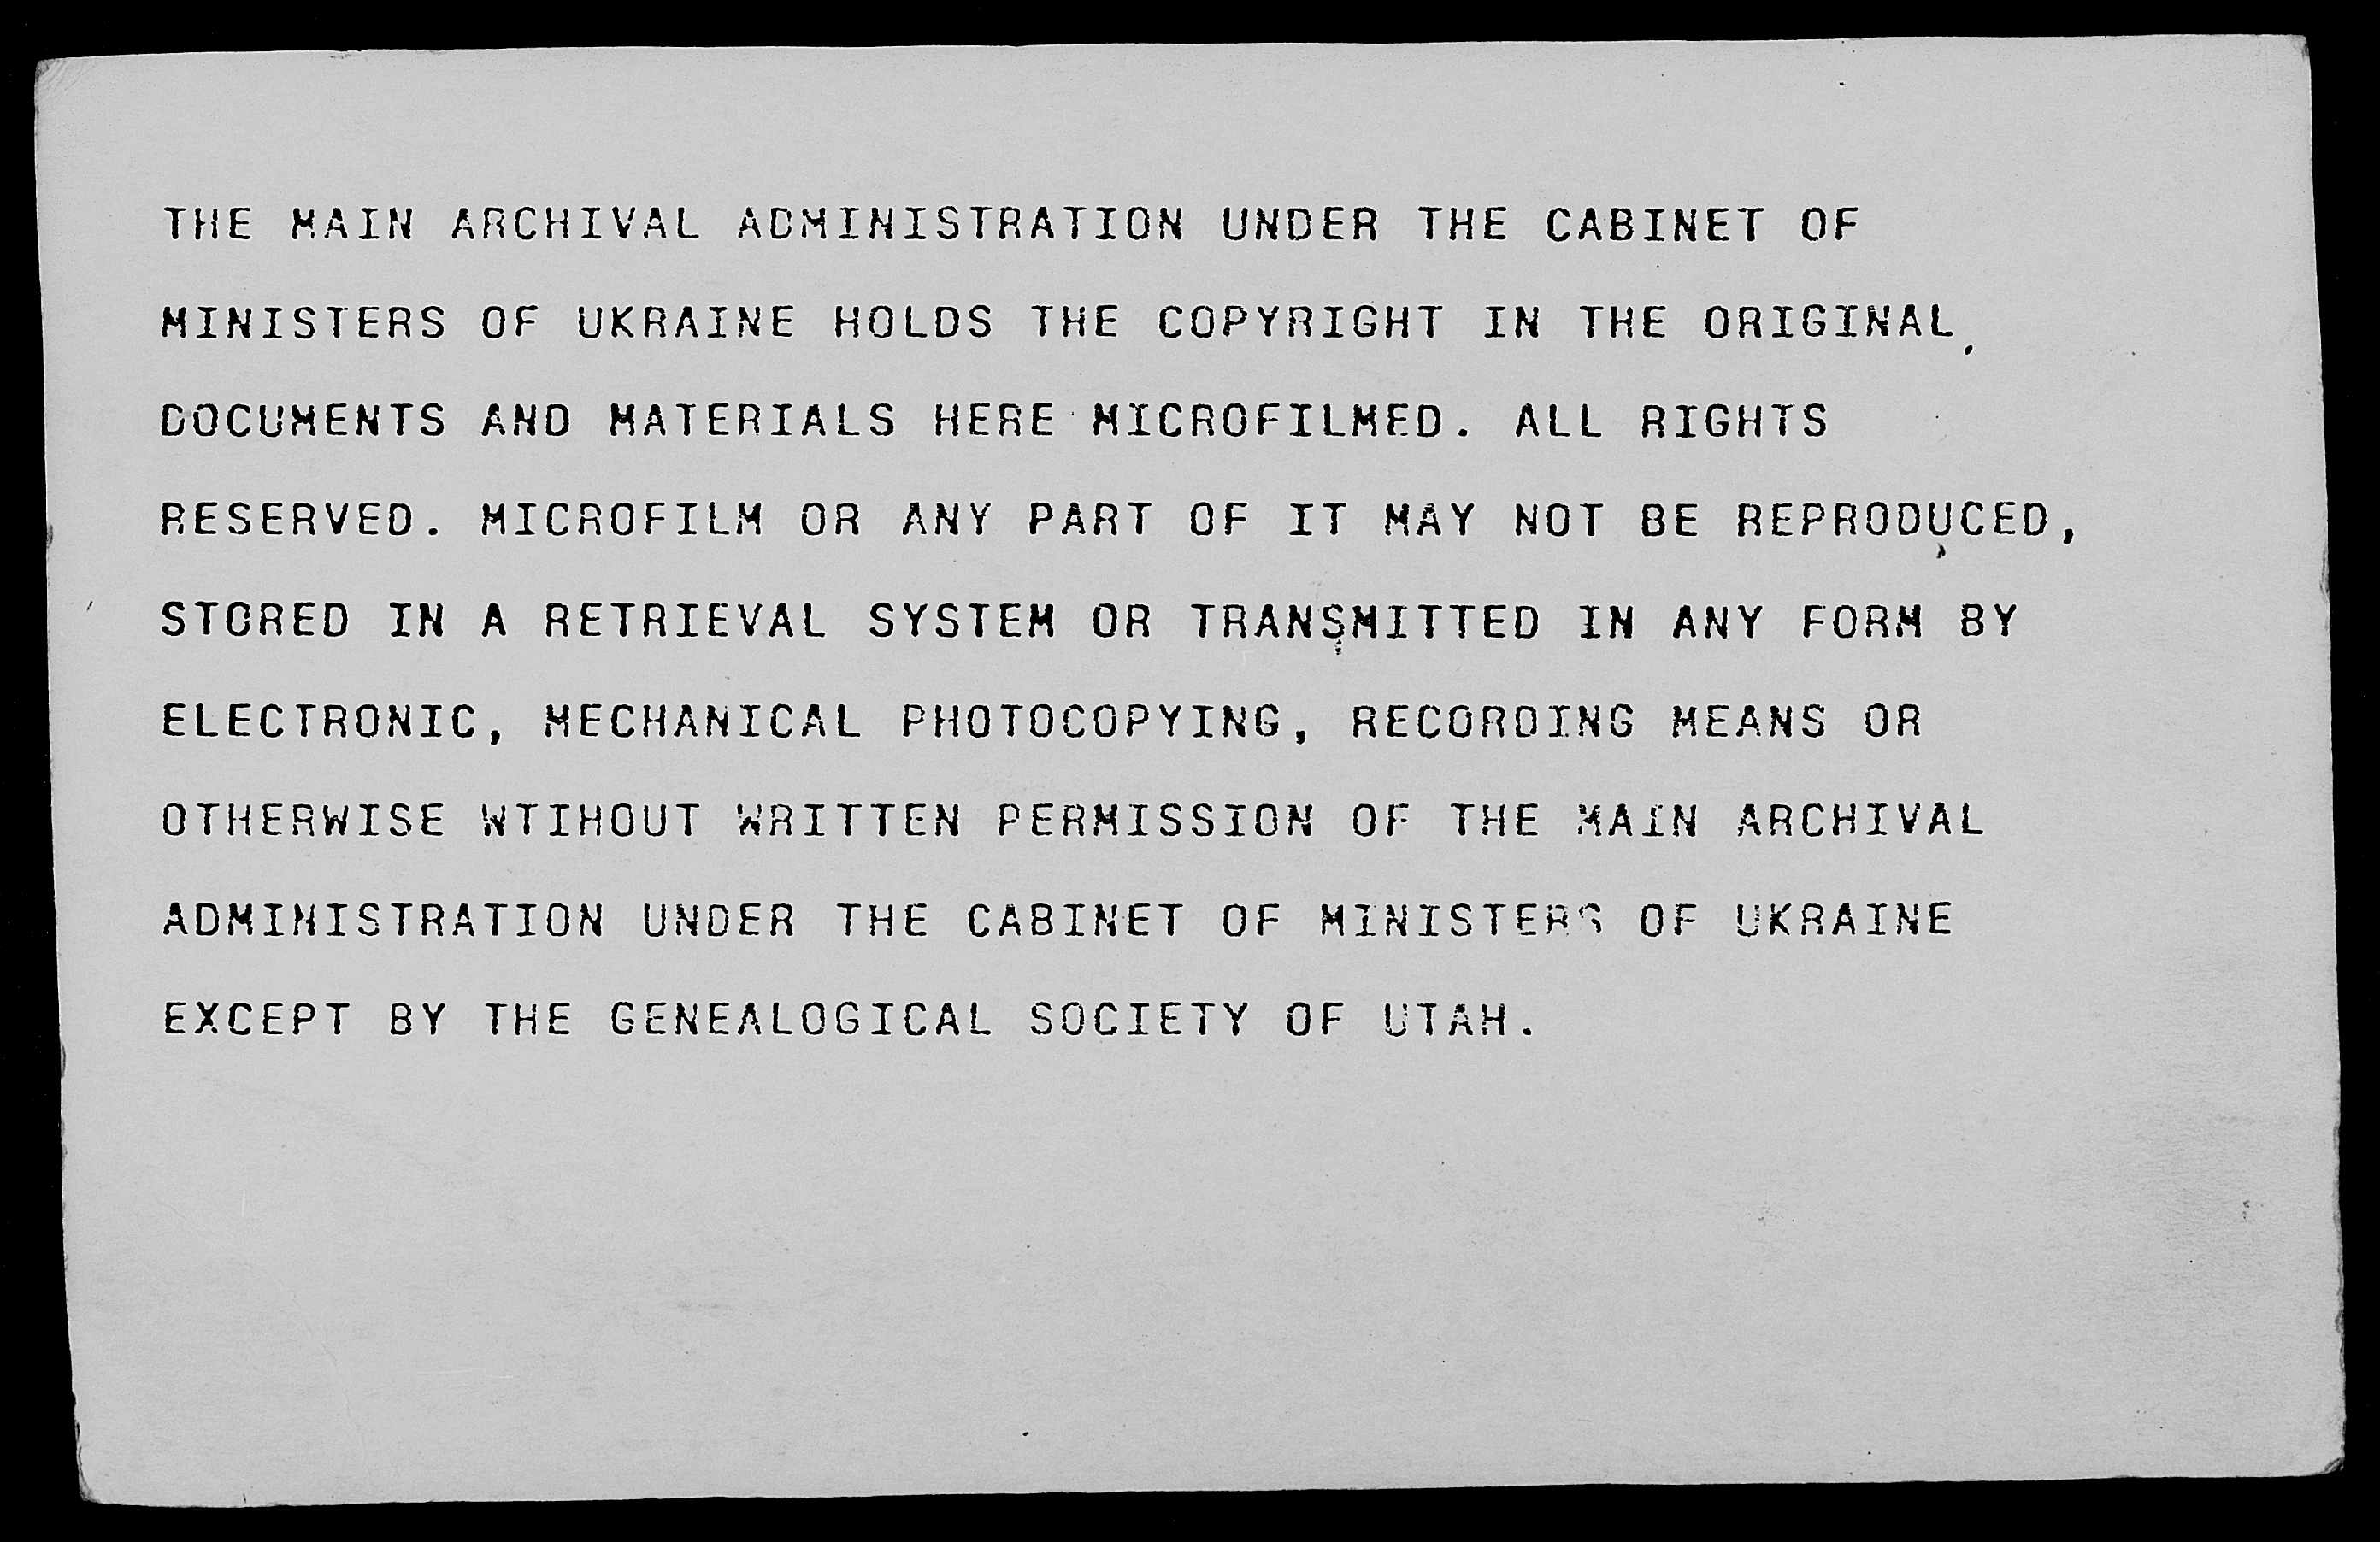 THE MAIN ARCHIVAL ADMINISTRATION UNDER THE CABINET OF
MINISTERS OF UKRAINE HOLDS THE COPYRIGHT IN THE ORIGINAL
DOCUMENTS AND MATERIALS HERE MICROFILMED. ALL RIGHTS
RESERVED. MICROFILM OR ANY PART OF IT MAY NOT BE REPRODUCED,
STORED IN A RETRIEVAL SYSTEM OR TRANSMITTED IN ANY FORM BY
ELECTRONIC, MECHANICAL PHOTOCOPYING, RECORDING MEANS OR
OTHERWISE WTIHOUT WRITTEN PERMISSION OF THE MAIN ARCHIVAL
ADMINISTRATION UNDER THE CABINET OF MINISTERS OF UKRAINE
EXCEPT BY THE GENEALOGICAL SOCIETY OF UTAH.